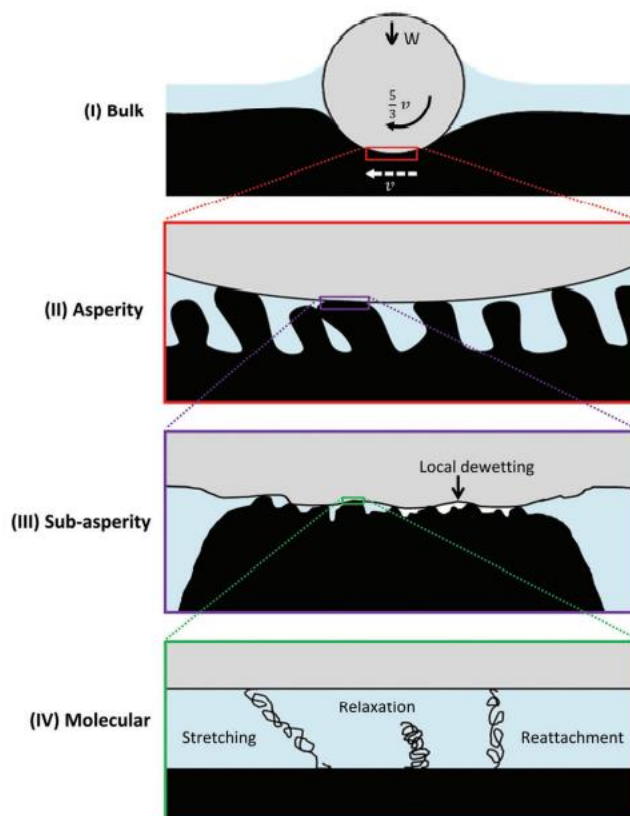 W
5/3 v
(I) Bulk
v
(II) Asperity
Local dewetting
(III) Sub-asperity
(IV) Molecular
Relaxation
Stretching
Reattachment